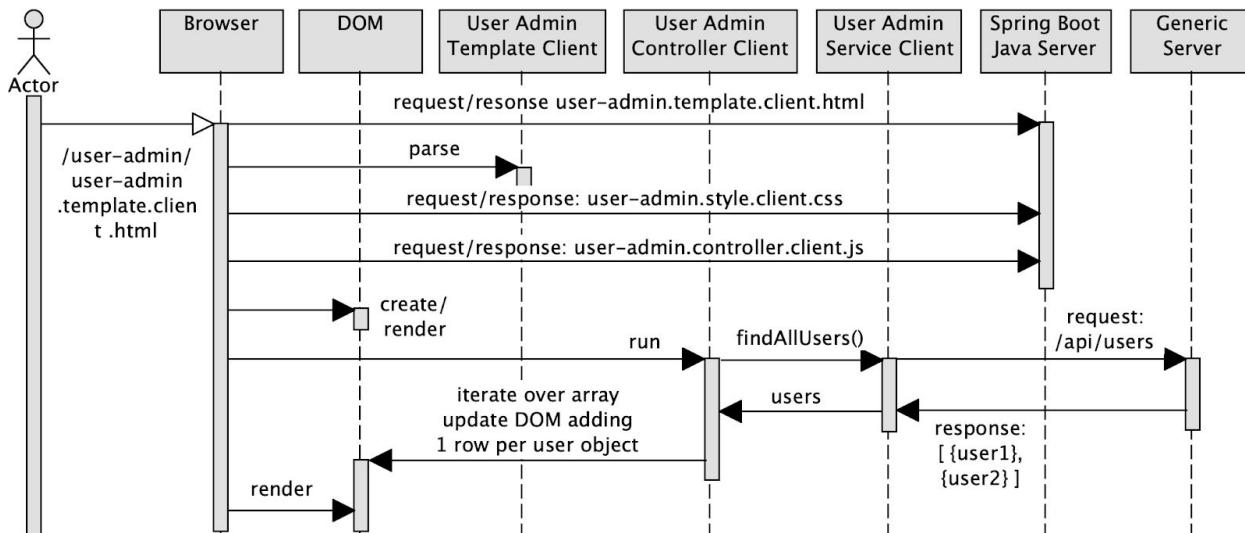 Browser
DOM
User Admin
Template Client
User Admin
Controller Client
User Admin
Service Client
Spring Boot
Java Server
Generic
Server
Actor
request/resonse user-admin.template.client.html
/user-admin/
user-admin
.template.clien
t .html
parse
request/response: user-admin.style.client.css
request/response: user-admin.controller.client.js
create/
render
run
findAllUsers()
request:
/api/users
iterate over array
update DOM adding
1 row per user object
users
response:
[ {user1},
{user2} ]
render